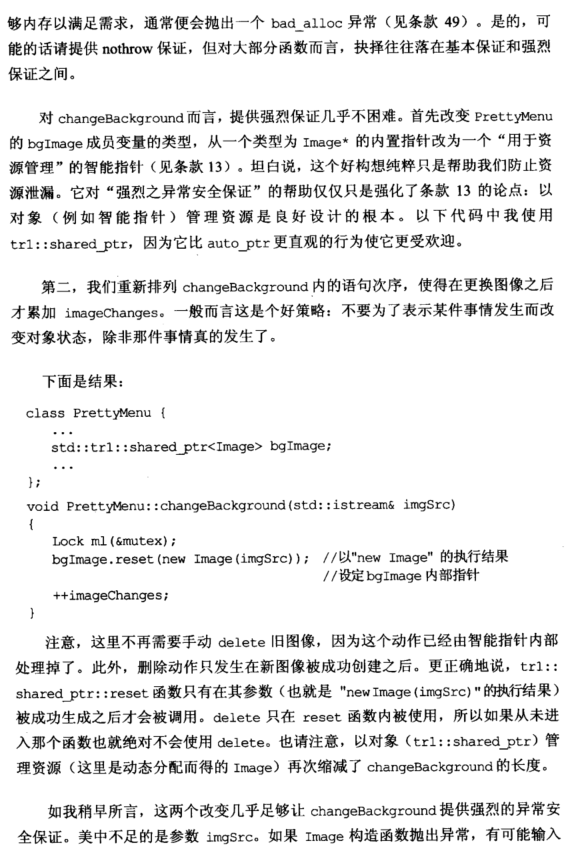 够内存以满足需求，通常便会抛出一个 bad_alloc 异常（见条款 49）。是的，可
能的话请提供 nothrow 保证，但对大部分函数而言，抉择往往落在基本保证和强烈
保证之间。
对 changeBackground 而言，提供强烈保证几乎不困难。首先改变 PrettyMenu
的 bgImage 成员变量的类型，从一个类型为 Image* 的内置指针改为一个“用于资
源管理”的智能指针（见条款 13）。坦白说，这个好构想纯粹只是帮助我们防止资
源泄漏。它对“强烈之异常安全保证”的帮助仅仅只是强化了条款 13 的论点：以
对象（例如智能指针）管理资源是良好设计的根本。以下代码中我使用
tr1::shared_ptr，因为它比 auto_ptr 更直观的行为使它更受欢迎。
第二，我们重新排列 changeBackground 内的语句次序，使得在更换图像之后
才累加 imageChanges。一般而言这是个好策略：不要为了表示某件事情发生而改
变对象状态，除非那件事情真的发生了。
下面是结果：
class PrettyMenu {
...
std::tr1::shared_ptr<Image> bgImage;
...
};
void PrettyMenu::changeBackground(std::istream& imgSrc)
{
Lock ml(&mutex);
bgImage.reset(new Image(imgSrc)); //以"new Image" 的执行结果
//设定 bgImage 内部指针
++imageChanges;
}
注意，这里不再需要手动 delete 旧图像，因为这个动作已经由智能指针内部
处理掉了。此外，删除动作只发生在新图像被成功创建之后。更正确地说，tr1::
shared_ptr::reset 函数只有在其参数（也就是 "new Image(imgSrc)" 的执行结果）
被成功生成之后才会被调用。delete 只在 reset 函数内被使用，所以如果从未进
入那个函数也就绝对不会使用 delete。也请注意，以对象（tr1::shared_ptr）管
理资源（这里是动态分配而得的 Image）再次缩减了 changeBackground 的长度。
如我稍早所言，这两个改变几乎足够让 changeBackground 提供强烈的异常安
全保证。美中不足的是参数 imgSrc。如果 Image 构造函数抛出异常，有可能输入